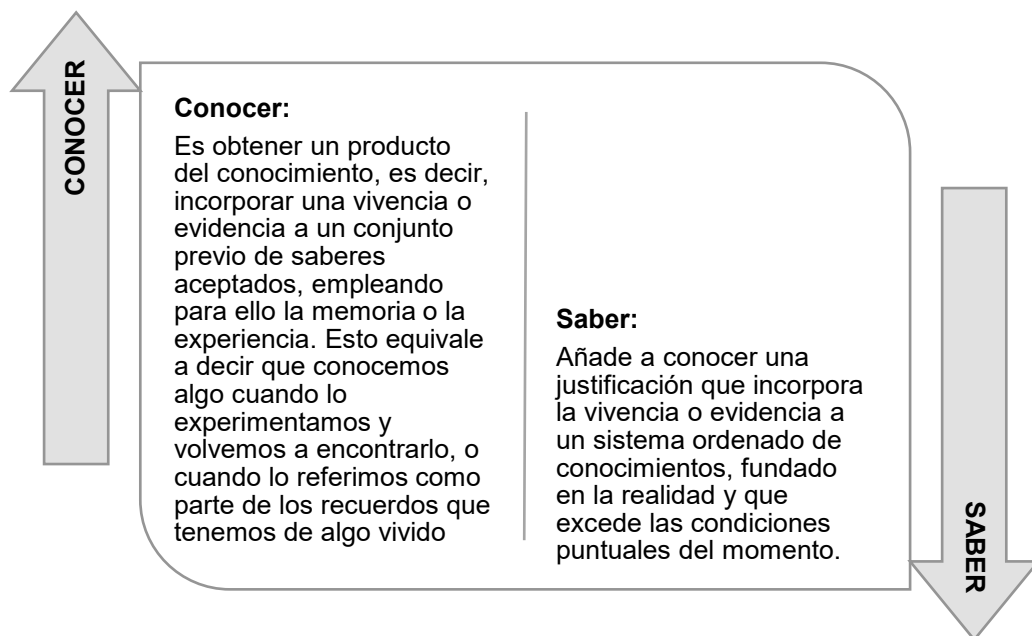 CONOCER
Conocer:
Es obtener un producto
del conocimiento, es decir,
incorporar una vivencia o
evidencia a un conjunto
previo de saberes
aceptados, empleando
para ello la memoria o la
experiencia. Esto equivale
a decir que conocemos
algo cuando lo
experimentamos y
volvemos a encontrarlo, o
cuando lo referimos como
parte de los recuerdos que
tenemos de algo vivido
Saber:
Añade a conocer una
justificación que incorpora
la vivencia o evidencia a
un sistema ordenado de
conocimientos, fundado
en la realidad y que
excede las condiciones
puntuales del momento.
SABER